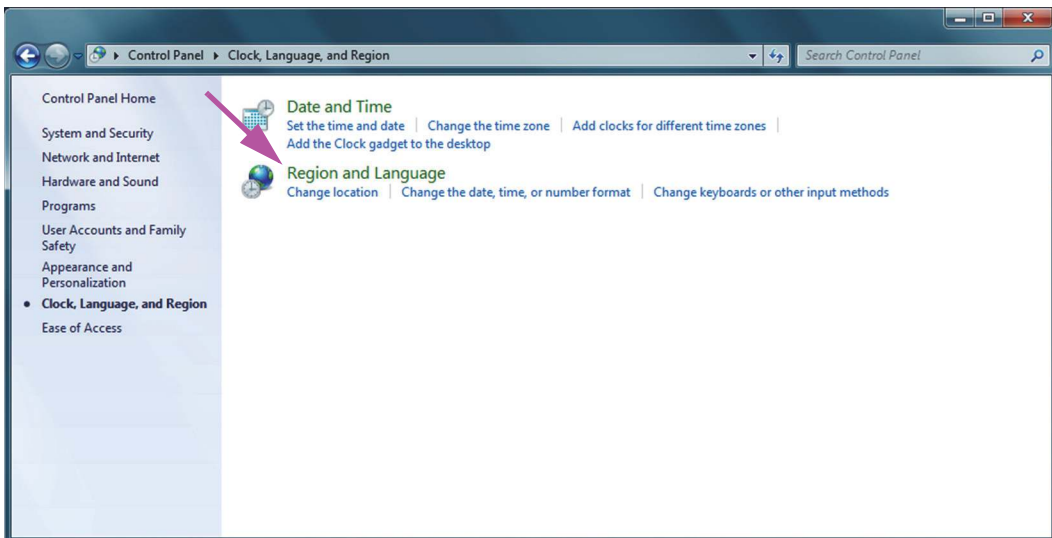 Control Panel ▸ Clock, Language, and Region
Search Control Panel
Control Panel Home
System and Security
Network and Internet
Hardware and Sound
Programs
User Accounts and Family
Safety
Appearance and
Personalization
Clock, Language, and Region
Ease of Access
Date and Time
Set the time and date | Change the time zone | Add clocks for different time zones |
Add the Clock gadget to the desktop
Region and Language
Change location | Change the date, time, or number format | Change keyboards or other input methods